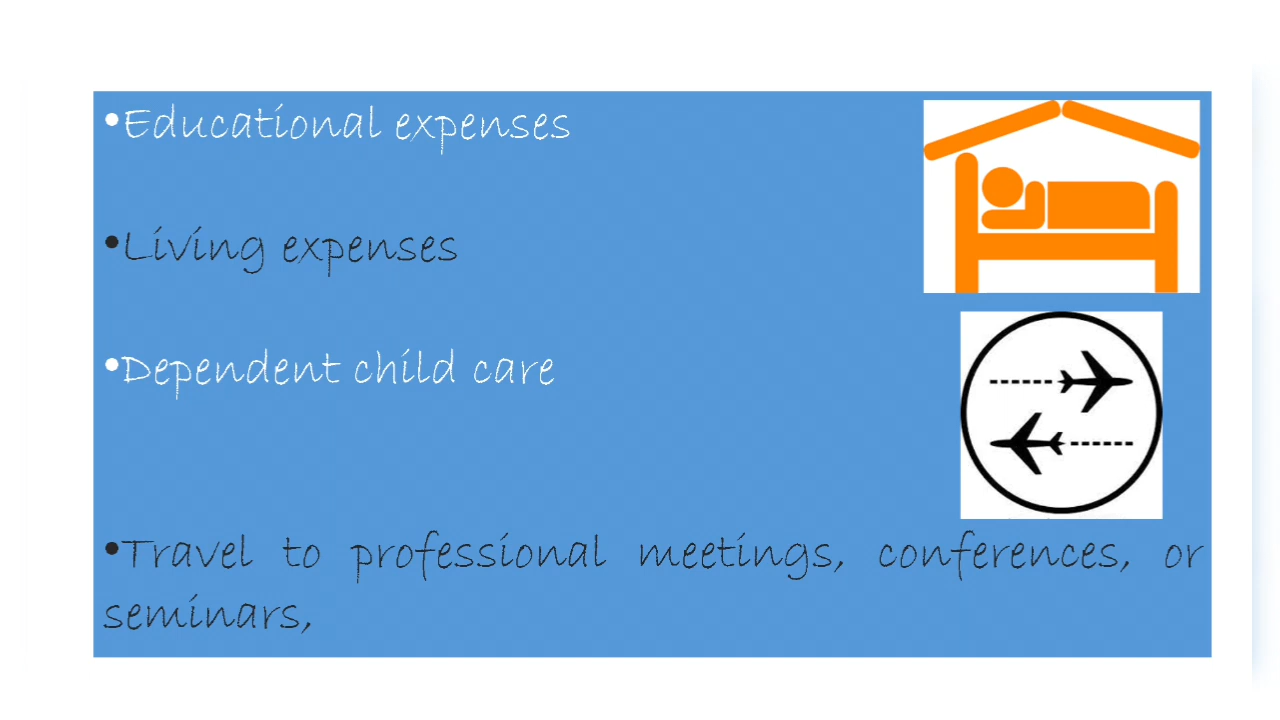 •Educational expenses
•Living expenses
•Dependent child care
•Travel to professional meetings, conferences, or
seminars,